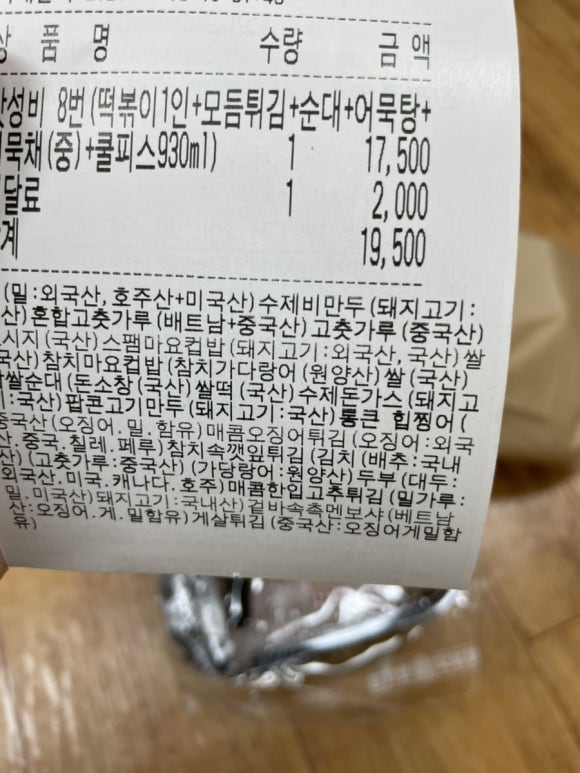 상 품 명 수량 금 액
맛성비 8번(떡볶이1인+모듬튀김+순대+어묵탕+
묵채(중)+쿨피스930ml) 1 17,500
달료 1 2,000
계 19,500
(밀:외국산, 호주산+미국산)수제비만두(돼지고기:
산)혼합고춧가루(베트남+중국산)고춧가루(중국산)
시지(국산)스팸마요컵밥(돼지고기:외국산, 국산)쌀
국산)참치마요컵밥(참치가다랑어(원양산)쌀(국산)
쌀순대(돈소창(국산)쌀떡(국산)수제돈가스(돼지고
:국산)팝콘고기만두(돼지고기:국산)통큰 힙찡어(
중국산(오징어.밀.함유)매콤오징어튀김(오징어:외국
산.중국.칠레.페루)참치속깻잎튀김(김치(배추:국내
산)(고춧가루:중국산)(가당랑어:원양산)두부(대두:
외국산.미국.캐나다.호주)매콤한입고추튀김(밀가루:
밀.미국산)돼지고기:국내산)겉바속촉멘보샤(베트남
산:오징어.게.밀함유)게살튀김(중국산:오징어게밀함
유)